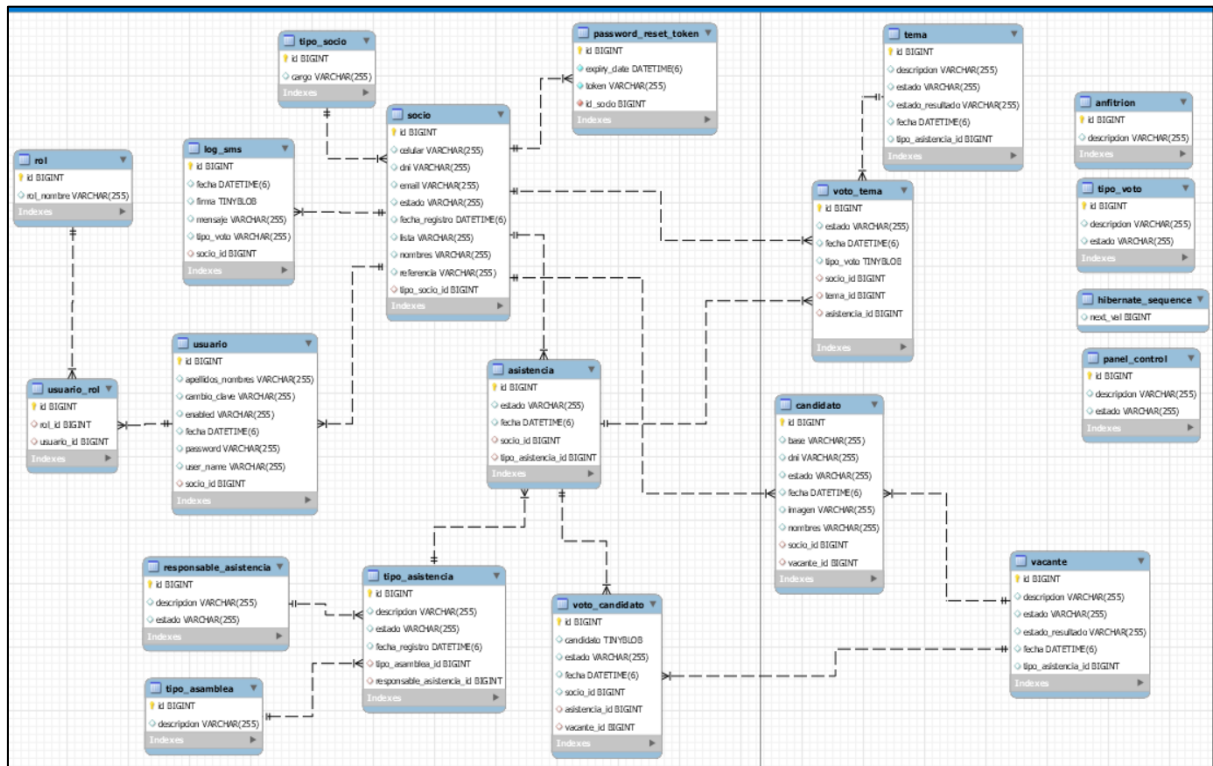 tipo_socio
id BIGINT
cargo VARCHAR(255)
Indexes
password_reset_token
id BIGINT
expiry_date DATETIME(6)
token VARCHAR(255)
id_socio BIGINT
Indexes
tema
id BIGINT
descripcion VARCHAR(255)
estado VARCHAR(255)
estado_resultado VARCHAR(255)
fecha DATETIME(6)
tipo_asistencia_id BIGINT
Indexes
anfitrion
id BIGINT
descripcion VARCHAR(255)
Indexes
socio
id BIGINT
celular VARCHAR(255)
dni VARCHAR(255)
email VARCHAR(255)
estado VARCHAR(255)
fecha_registro DATETIME(6)
lista VARCHAR(255)
nombres VARCHAR(255)
referencia VARCHAR(255)
tipo_socio_id BIGINT
Indexes
log_sms
id BIGINT
fecha DATETIME(6)
firma TINYBLOB
mensaje VARCHAR(255)
tipo_voto VARCHAR(255)
socio_id BIGINT
Indexes
rol
id BIGINT
rol_nombre VARCHAR(255)
Indexes
voto_tema
id BIGINT
estado VARCHAR(255)
fecha DATETIME(6)
tipo_voto TINYBLOB
socio_id BIGINT
tema_id BIGINT
asistencia_id BIGINT
Indexes
tipo_voto
id BIGINT
descripcion VARCHAR(255)
estado VARCHAR(255)
Indexes
hibernate_sequence
next_val BIGINT
Indexes
panel_control
id BIGINT
descripcion VARCHAR(255)
estado VARCHAR(255)
Indexes
usuario
id BIGINT
apellidos_nombres VARCHAR(255)
cambio_clave VARCHAR(255)
enabled VARCHAR(255)
fecha DATETIME(6)
password VARCHAR(255)
user_name VARCHAR(255)
socio_id BIGINT
Indexes
usuario_rol
id BIGINT
rol_id BIGINT
usuario_id BIGINT
Indexes
asistencia
id BIGINT
estado VARCHAR(255)
fecha DATETIME(6)
socio_id BIGINT
tipo_asistencia_id BIGINT
Indexes
candidato
id BIGINT
base VARCHAR(255)
dni VARCHAR(255)
estado VARCHAR(255)
fecha DATETIME(6)
imagen VARCHAR(255)
nombres VARCHAR(255)
socio_id BIGINT
vacante_id BIGINT
Indexes
responsable_asistencia
id BIGINT
descripcion VARCHAR(255)
estado VARCHAR(255)
Indexes
tipo_asistencia
id BIGINT
descripcion VARCHAR(255)
estado VARCHAR(255)
fecha_registro DATETIME(6)
tipo_asamblea_id BIGINT
responsable_asistencia_id BIGINT
Indexes
voto_candidato
id BIGINT
candidato TINYBLOB
estado VARCHAR(255)
fecha DATETIME(6)
socio_id BIGINT
asistencia_id BIGINT
vacante_id BIGINT
Indexes
vacante
id BIGINT
descripcion VARCHAR(255)
estado VARCHAR(255)
estado_resultado VARCHAR(255)
fecha DATETIME(6)
tipo_asistencia_id BIGINT
Indexes
tipo_asamblea
id BIGINT
descripcion VARCHAR(255)
Indexes